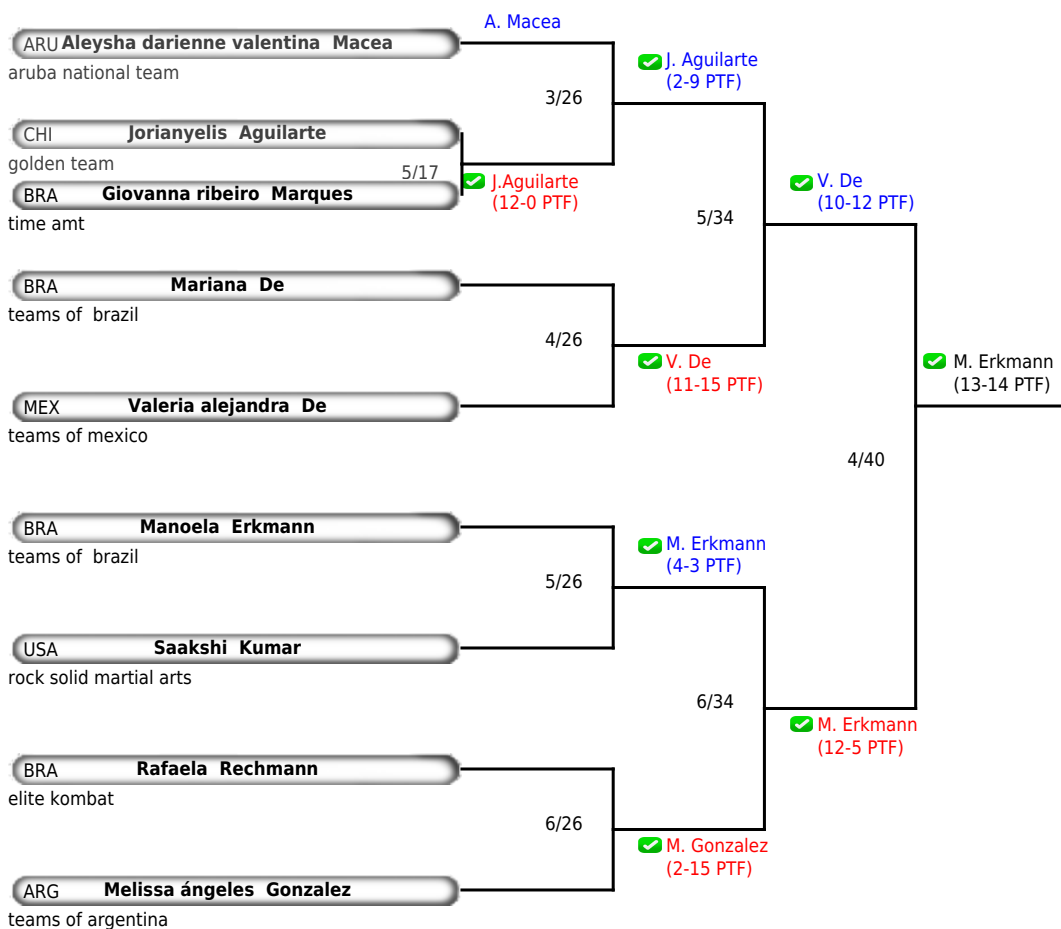 A. Macea
ARU Aleysha darienne valentina Macea
aruba national team
J. Aguilarte
(2-9 PTF)
3/26
CHI Jorianyelis Aguilarte
golden team
5/17
J.Aguilarte
(12-0 PTF)
BRA Giovanna ribeiro Marques
time amt
V. De
(10-12 PTF)
5/34
BRA Mariana De
teams of brazil
4/26
V. De
(11-15 PTF)
MEX Valeria alejandra De
teams of mexico
M. Erkmann
(13-14 PTF)
4/40
BRA Manoela Erkmann
teams of brazil
M. Erkmann
(4-3 PTF)
5/26
USA Saakshi Kumar
rock solid martial arts
6/34
M. Erkmann
(12-5 PTF)
BRA Rafaela Rechmann
elite kombat
6/26
M. Gonzalez
(2-15 PTF)
ARG Melissa ángeles Gonzalez
teams of argentina